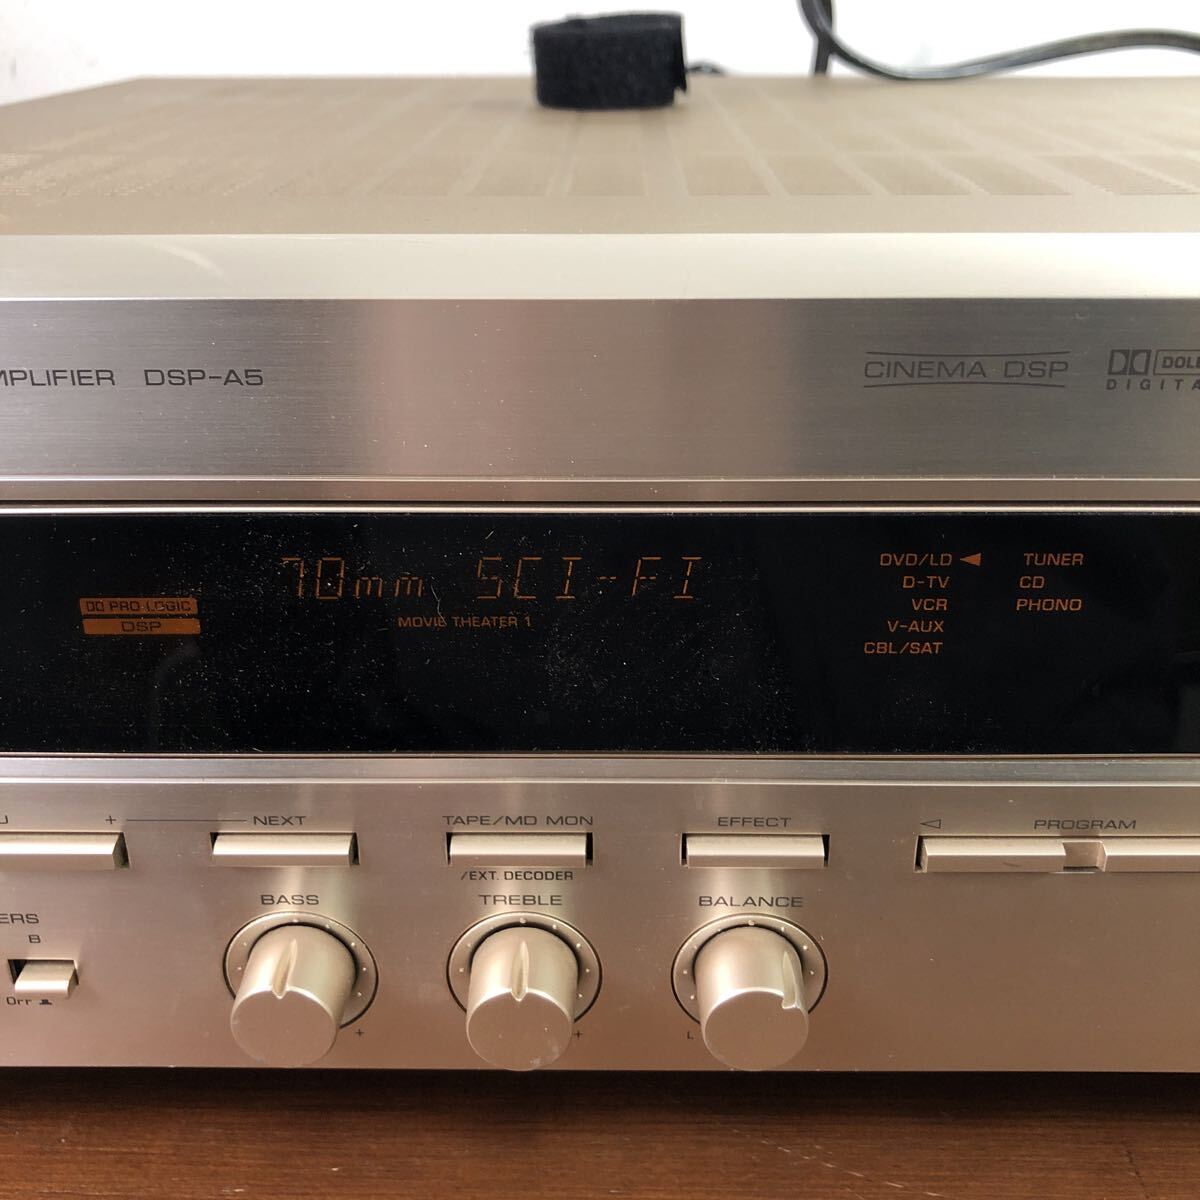 MPLIFIER DSP-A5
CINEMA DSP
DOLB
DIGITA
70mm SCI-FI
MOVIE THEATER 1
PRO LOGIC
DSP
DVD/LD ◄ TUNER
D-TV CD
VCR PHONO
V-AUX
CBL/SAT
U + NEXT
TAPE/MD MON
/EXT. DECODER
EFFECT
◁ PROGRAM
BASS
TREBLE
BALANCE
ERS
B
OFF
+
+
L